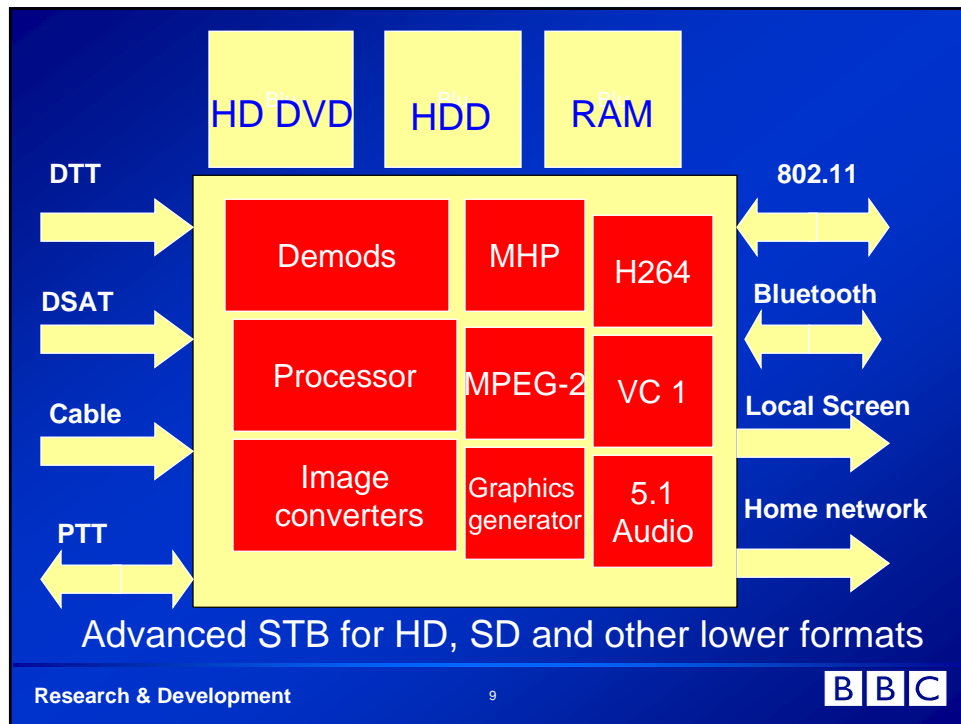 HD DVD
HDD
RAM
DTT
DSAT
Cable
PTT
Demods
MHP
H264
Processor
MPEG-2
VC 1
Image
converters
Graphics
generator
5.1
Audio
802.11
Bluetooth
Local Screen
Home network
Advanced STB for HD, SD and other lower formats
Research & Development
9
BBC